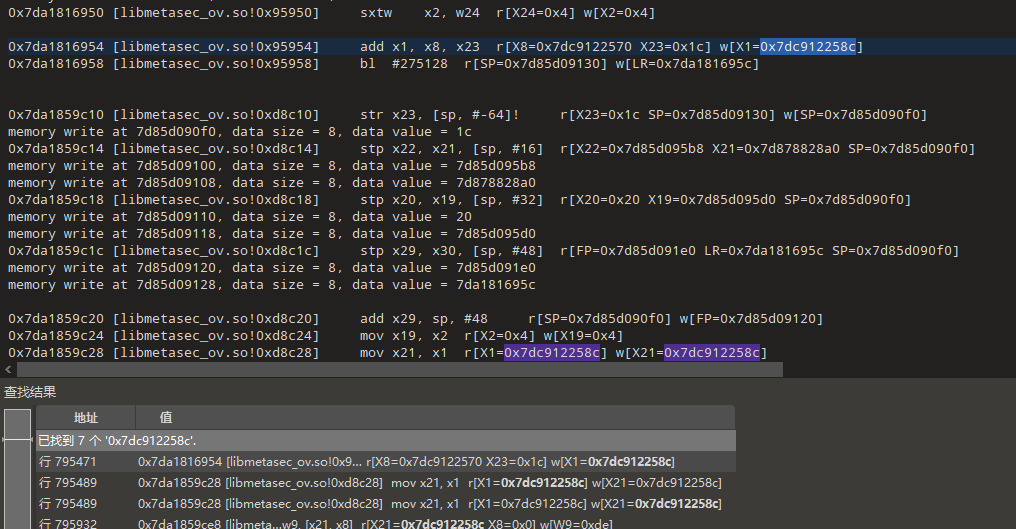 0x7da1816950 [libmetasec_ov.so!0x95950] sxtw x2, w24 r[X24=0x4] w[X2=0x4]
0x7da1816954 [libmetasec_ov.so!0x95954] add x1, x8, x23 r[X8=0x7dc9122570 X23=0x1c] w[X1=0x7dc912258c]
0x7da1816958 [libmetasec_ov.so!0x95958] bl #275128 r[SP=0x7d85d09130] w[LR=0x7da181695c]
0x7da1859c10 [libmetasec_ov.so!0xd8c10] str x23, [sp, #-64]! r[X23=0x1c SP=0x7d85d09130] w[SP=0x7d85d090f0]
memory write at 7d85d090f0, data size = 8, data value = 1c
0x7da1859c14 [libmetasec_ov.so!0xd8c14] stp x22, x21, [sp, #16] r[X22=0x7d85d095b8 X21=0x7d878828a0 SP=0x7d85d090f0]
memory write at 7d85d09100, data size = 8, data value = 7d85d095b8
memory write at 7d85d09108, data size = 8, data value = 7d878828a0
0x7da1859c18 [libmetasec_ov.so!0xd8c18] stp x20, x19, [sp, #32] r[X20=0x20 X19=0x7d85d095d0 SP=0x7d85d090f0]
memory write at 7d85d09110, data size = 8, data value = 20
memory write at 7d85d09118, data size = 8, data value = 7d85d095d0
0x7da1859c1c [libmetasec_ov.so!0xd8c1c] stp x29, x30, [sp, #48] r[FP=0x7d85d091e0 LR=0x7da181695c SP=0x7d85d090f0]
memory write at 7d85d09120, data size = 8, data value = 7d85d091e0
memory write at 7d85d09128, data size = 8, data value = 7da181695c
0x7da1859c20 [libmetasec_ov.so!0xd8c20] add x29, sp, #48 r[SP=0x7d85d090f0] w[FP=0x7d85d09120]
0x7da1859c24 [libmetasec_ov.so!0xd8c24] mov x19, x2 r[X2=0x4] w[X19=0x4]
0x7da1859c28 [libmetasec_ov.so!0xd8c28] mov x21, x1 r[X1=0x7dc912258c] w[X21=0x7dc912258c]
查找结果
地址 值
已找到 7 个 '0x7dc912258c'.
行 795471 0x7da1816954 [libmetasec_ov.so!0x9... r[X8=0x7dc9122570 X23=0x1c] w[X1=0x7dc912258c]
行 795489 0x7da1859c28 [libmetasec_ov.so!0xd8c28] mov x21, x1 r[X1=0x7dc912258c] w[X21=0x7dc912258c]
行 795489 0x7da1859c28 [libmetasec_ov.so!0xd8c28] mov x21, x1 r[X1=0x7dc912258c] w[X21=0x7dc912258c]
行 795932 0x7da1859ce8 [libmeta...w9, [x21, x8] r[X21=0x7dc912258c X8=0x0] w[W9=0xde]